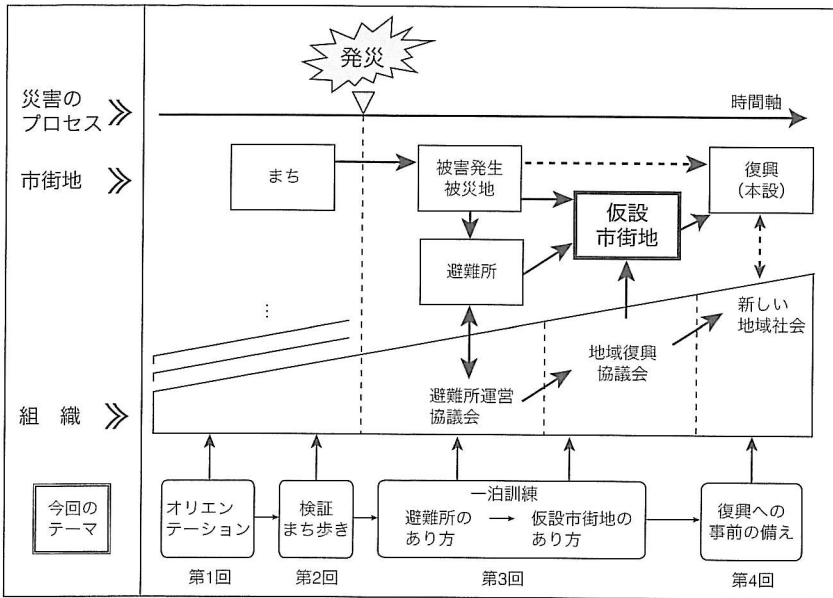 発災
災害の
プロセス
時間軸
市街地
まち
被害発生
被災地
復興
(本設)
仮設
市街地
避難所
…
新しい
地域社会
地域復興
協議会
避難所運営
協議会
組 織
今回の
テーマ
オリエン
テーション
検証
まち歩き
一泊訓練
避難所の
あり方
仮設市街地の
あり方
復興への
事前の備え
第1回
第2回
第3回
第4回